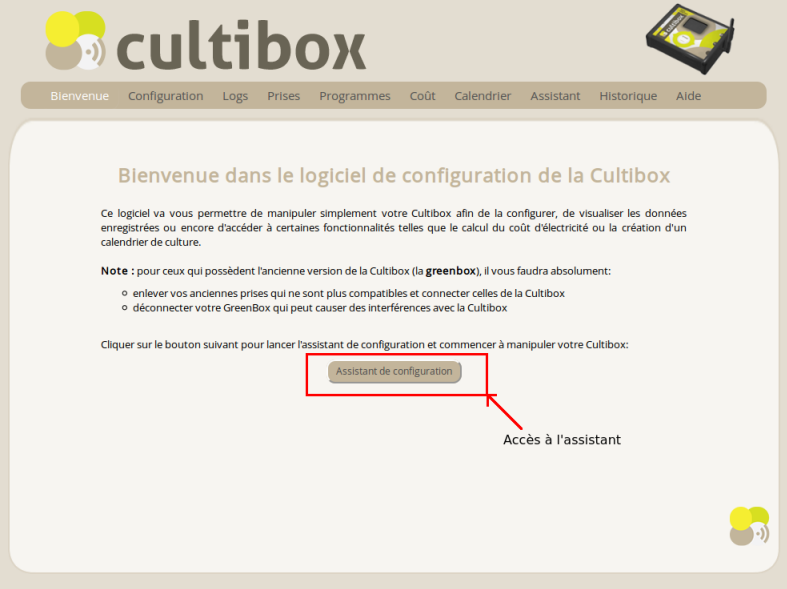 cultibox
cultibox
Bienvenue Configuration Logs Prises Programmes Coût Calendrier Assistant Historique Aide
Bienvenue dans le logiciel de configuration de la Cultibox
Ce logiciel va vous permettre de manipuler simplement votre Cultibox afin de la configurer, de visualiser les données
enregistrées ou encore d'accéder à certaines fonctionnalités telles que le calcul du coût d'électricité ou la création d'un
calendrier de culture.
Note : pour ceux qui possèdent l'ancienne version de la Cultibox (la greenbox), il vous faudra absolument:
enlever vos anciennes prises qui ne sont plus compatibles et connecter celles de la Cultibox
déconnecter votre GreenBox qui peut causer des interférences avec la Cultibox
Cliquer sur le bouton suivant pour lancer l'assistant de configuration et commencer à manipuler votre Cultibox:
Assistant de configuration
Accès à l'assistant